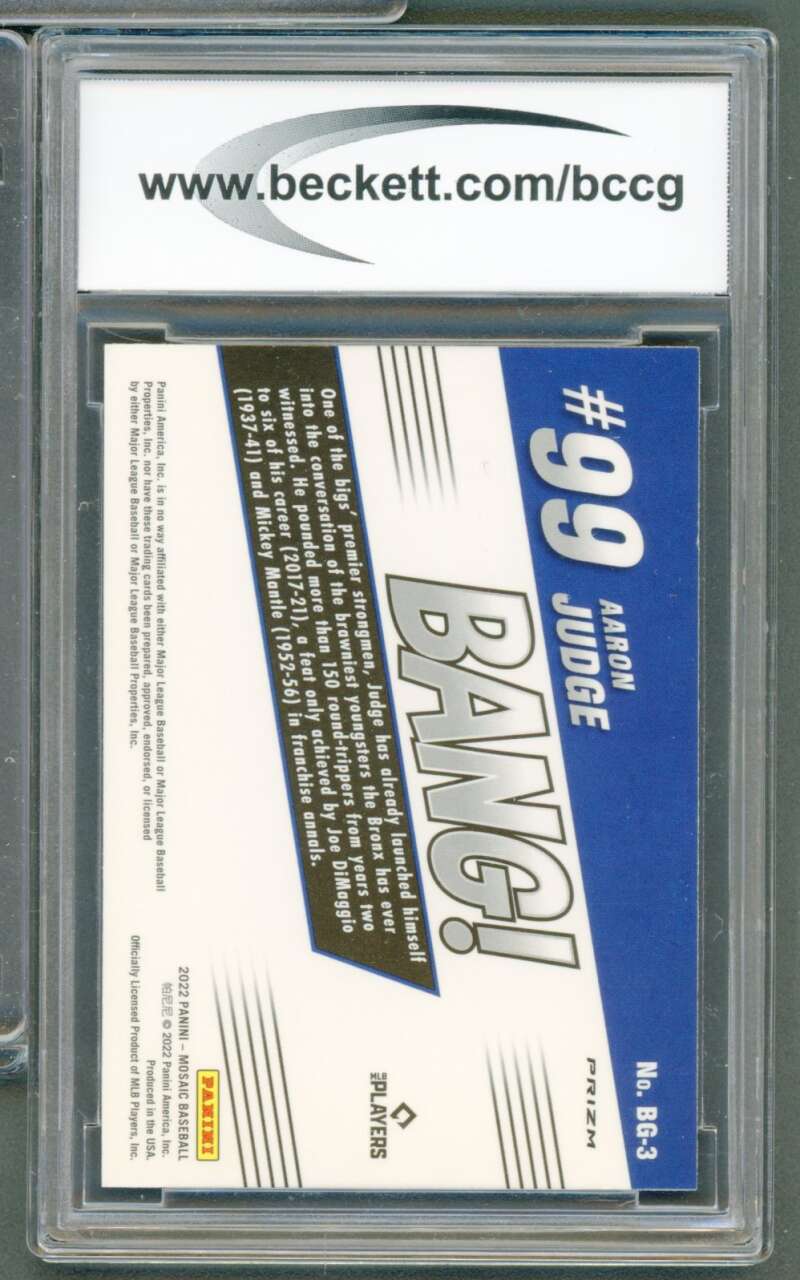 www.beckett.com/bccg
#99 AARON
JUDGE
No. BG-3
PRIZM
BANG!
One of the bigs' premier strongmen, Judge has already launched himself
into the conversation of the brawniest youngsters the Bronx has ever
witnessed. He pounded more than 150 round-trippers from years two
to six of his career (2017-21), a feat only achieved by Joe DiMaggio
(1937-41) and Mickey Mantle (1952-56) in franchise annals.
MLB PLAYERS
Panini America, Inc. is in no way affiliated with either Major League Baseball or Major League Baseball
Properties, Inc. nor have these trading cards been prepared, approved, endorsed, or licensed
by either Major League Baseball or Major League Baseball Properties, Inc.
PANINI
2022 PANINI – MOSAIC BASEBALL
帕尼尼 © 2022 Panini America, Inc.
Produced in the USA.
Officially Licensed Product of MLB Players, Inc.